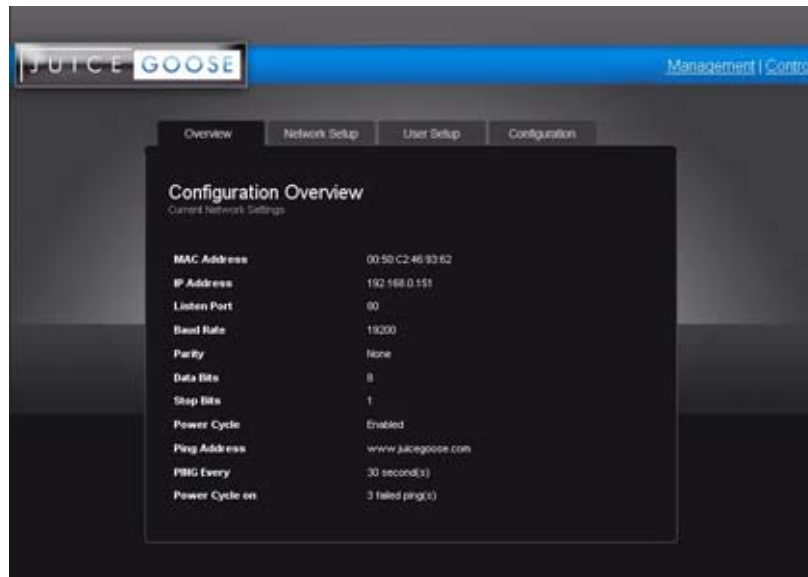 JUICE GOOSE
Management | Contro
Overview Network Setup User Setup Configuration
Configuration Overview
Current Network Settings
MAC Address 00:50:C2:46:93:62
IP Address 192.168.0.151
Listen Port 80
Baud Rate 19200
Parity None
Data Bits 8
Stop Bits 1
Power Cycle Enabled
Ping Address www.juicegoose.com
PING Every 30 second(s)
Power Cycle on 3 failed ping(s)